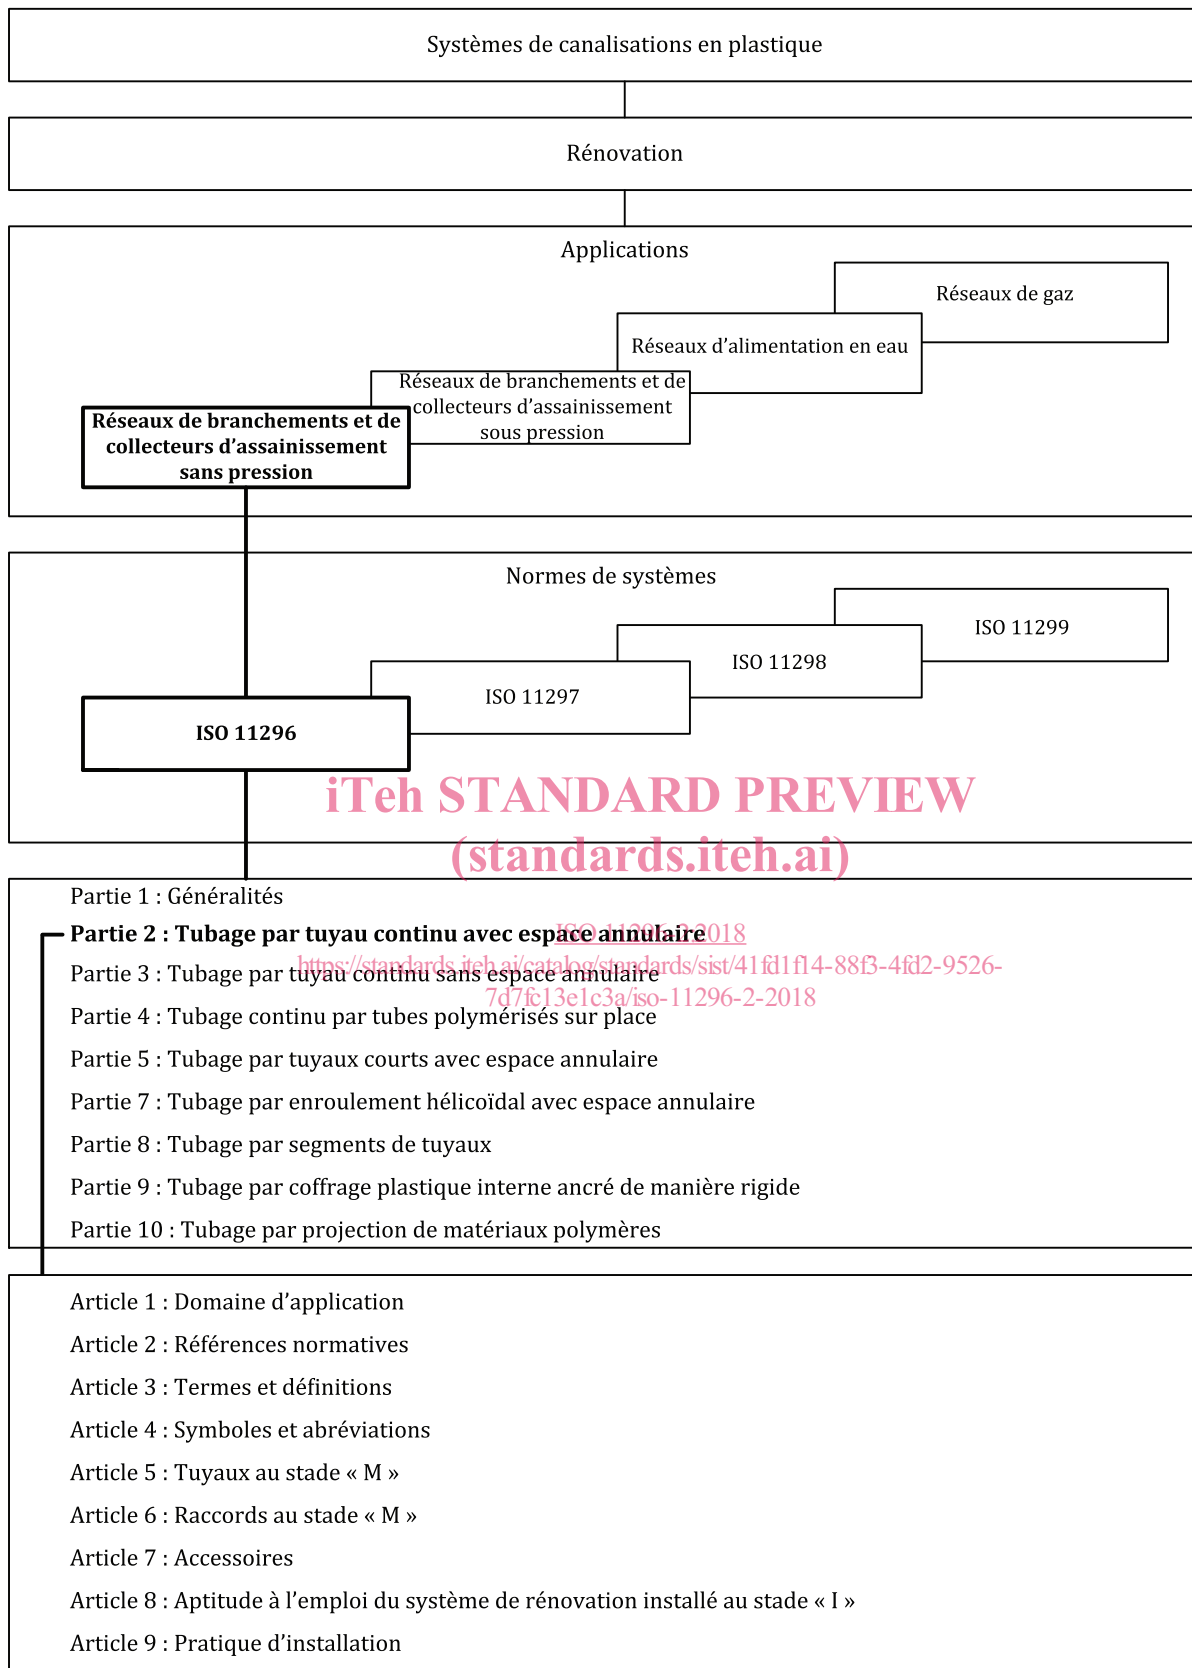 Systèmes de canalisations en plastique
Rénovation
Applications
Réseaux de gaz
Réseaux d’alimentation en eau
Réseaux de branchements et de
collecteurs d’assainissement
sous pression
Réseaux de branchements et de
collecteurs d’assainissement
sans pression
Normes de systèmes
ISO 11299
ISO 11298
ISO 11297
ISO 11296
iTeh STANDARD PREVIEW
(standards.iteh.ai)
Partie 1 : Généralités
Partie 2 : Tubage par tuyau continu avec espace annulaire
ISO 11296-2:2018
Partie 3 : Tubage par tuyau continu sans espace annulaire
https://standards.iteh.ai/catalog/standards/sist/41fd1f14-88f3-4fd2-9526-
7d7fc13e1c3a/iso-11296-2-2018
Partie 4 : Tubage continu par tubes polymérisés sur place
Partie 5 : Tubage par tuyaux courts avec espace annulaire
Partie 7 : Tubage par enroulement hélicoïdal avec espace annulaire
Partie 8 : Tubage par segments de tuyaux
Partie 9 : Tubage par coffrage plastique interne ancré de manière rigide
Partie 10 : Tubage par projection de matériaux polymères
Article 1 : Domaine d’application
Article 2 : Références normatives
Article 3 : Termes et définitions
Article 4 : Symboles et abréviations
Article 5 : Tuyaux au stade « M »
Article 6 : Raccords au stade « M »
Article 7 : Accessoires
Article 8 : Aptitude à l’emploi du système de rénovation installé au stade « I »
Article 9 : Pratique d’installation